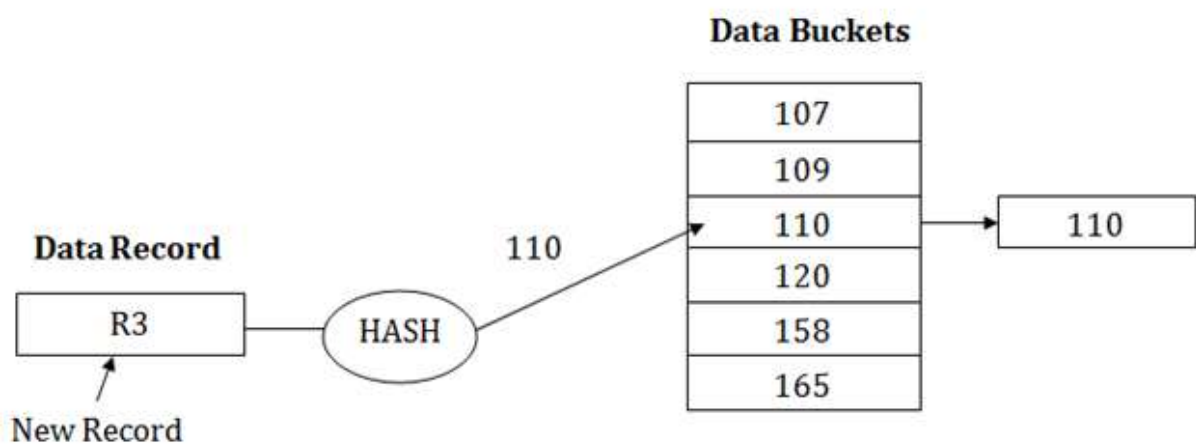 Data Buckets
107
109
110
120
158
165
110
110
Data Record
R3
HASH
New Record